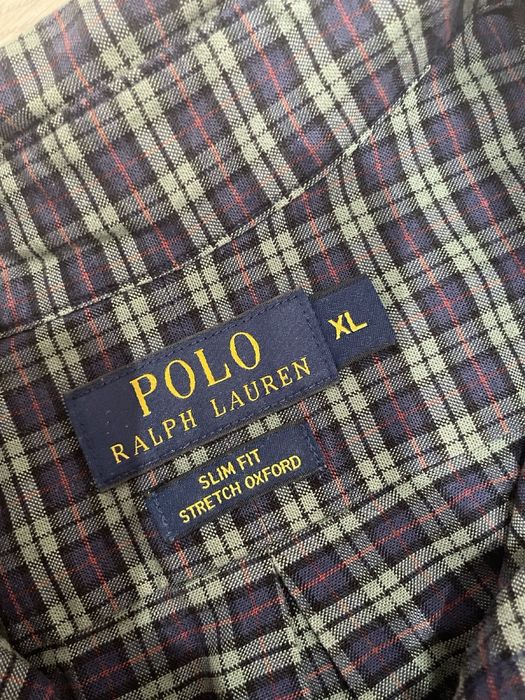 POLO
RALPH LAUREN
XL
SLIM FIT
STRETCH OXFORD